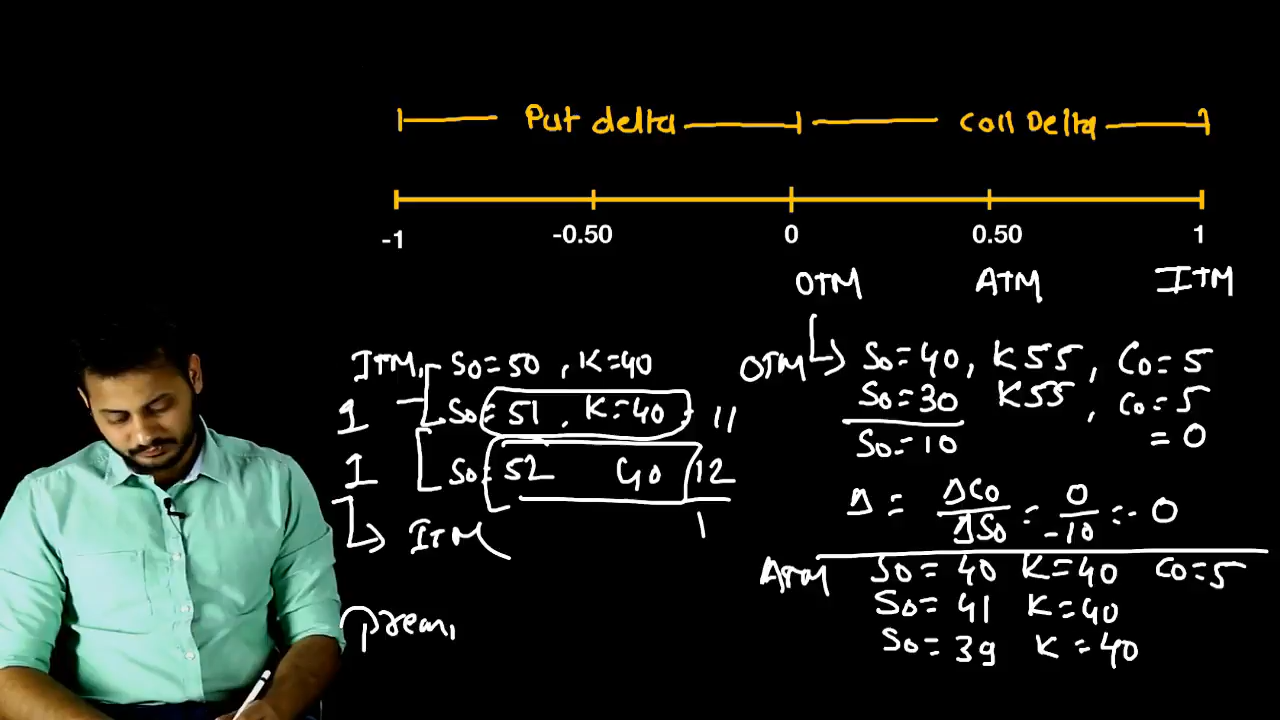 Put delta Call Delta
-1 -0.50 0 0.50 1
OTM ATM ITM
ITM S0=50 , K=40
1 S0=51 , K=40 11
1 S0= 52 40 12
1
ITM
OTM S0=40, K55, C0=5
S0=30 K55, C0=5
S0=10 =0
Δ = ΔC0/ΔS0 = 0/-10 = 0
ATM S0= 40 K=40 C0=5
S0= 41 K=40
S0= 39 K=40